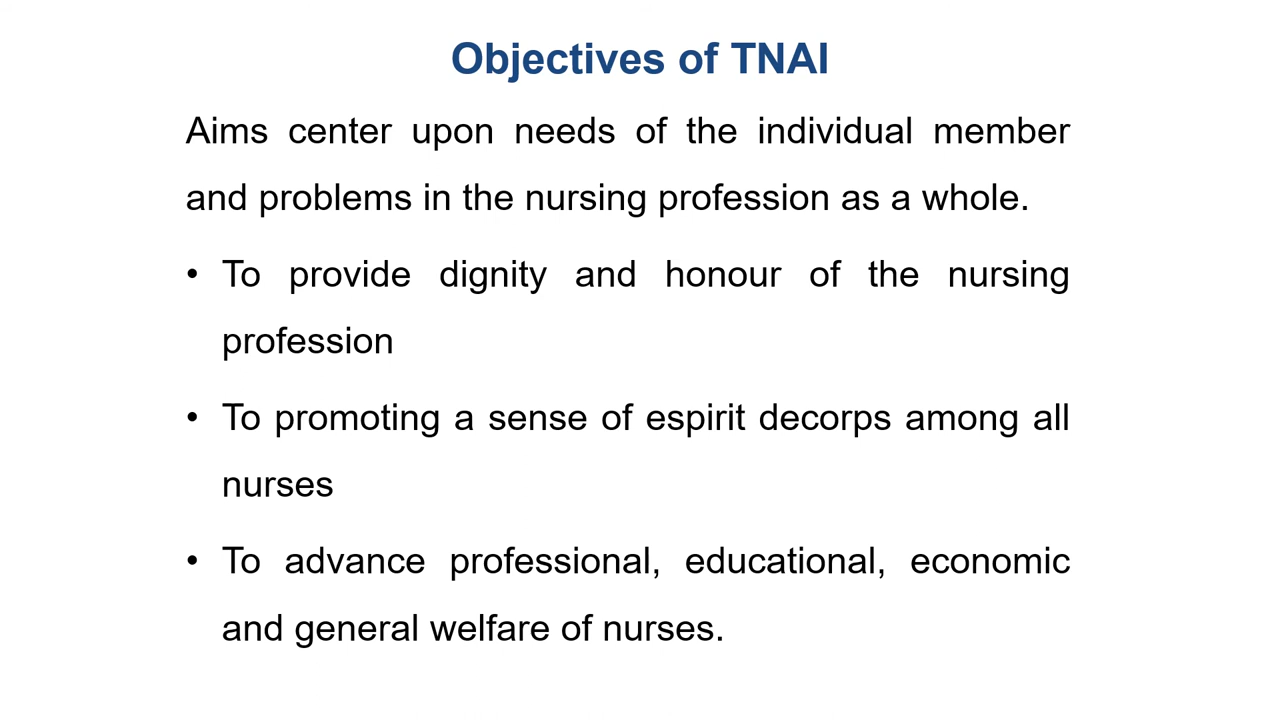 Objectives of TNAI
Aims center upon needs of the individual member
and problems in the nursing profession as a whole.
• To provide dignity and honour of the nursing
profession
• To promoting a sense of espirit decorps among all
nurses
• To advance professional, educational, economic
and general welfare of nurses.